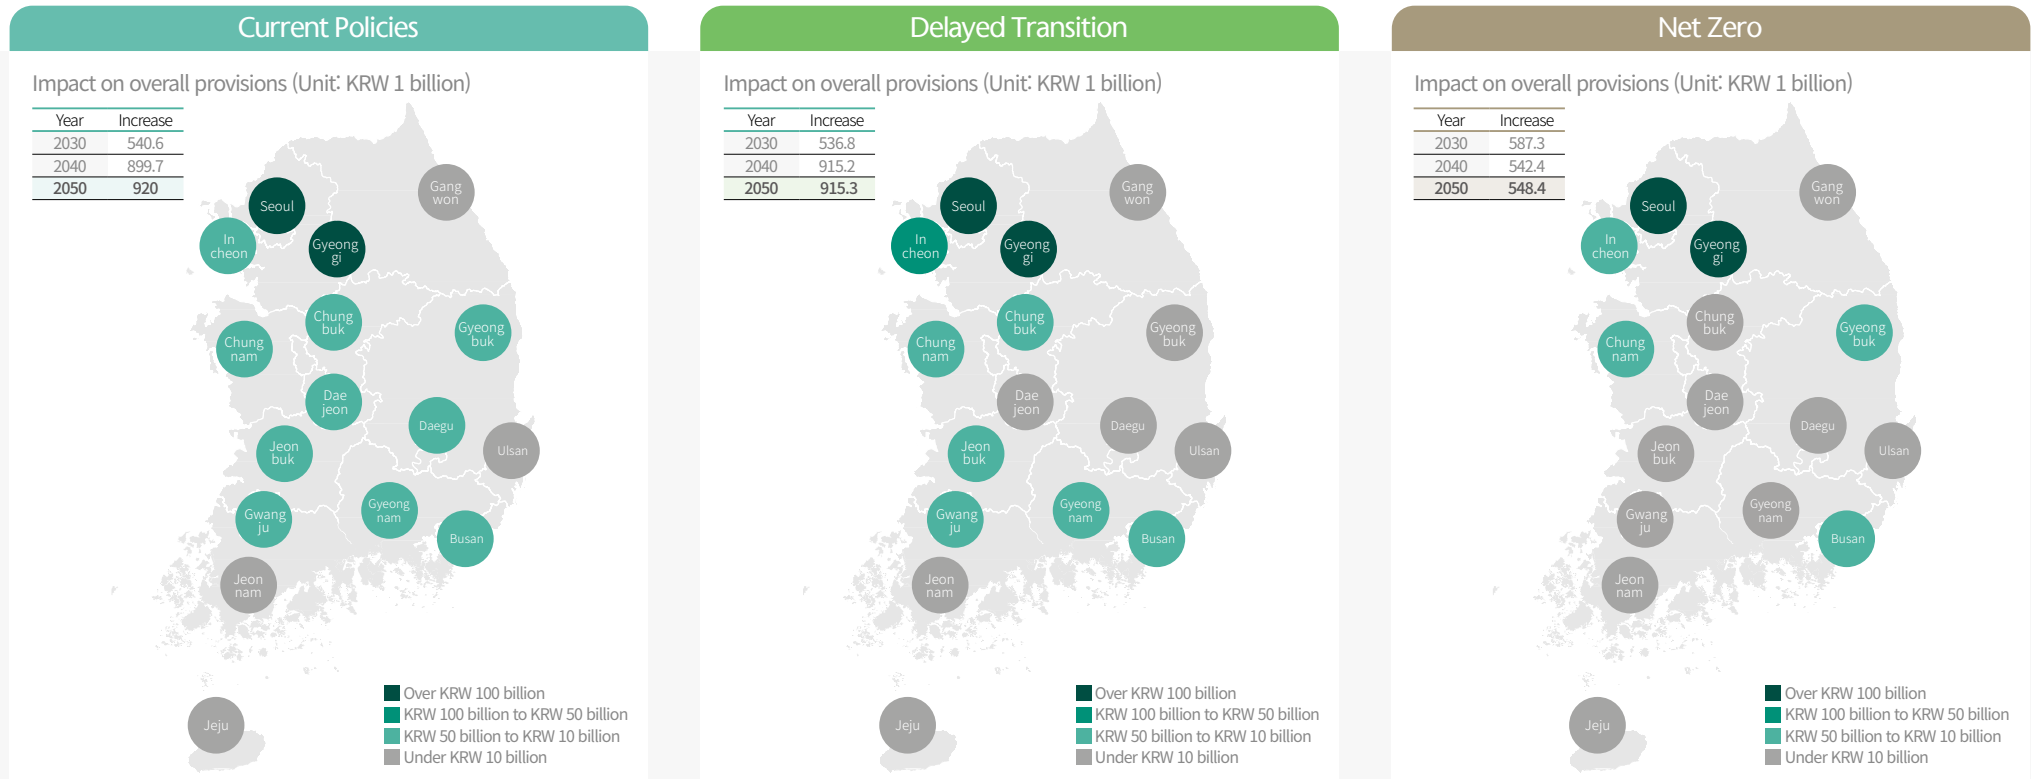 Current Policies
Impact on overall provisions (Unit: KRW 1 billion)
Year Increase
2030 540.6
2040 899.7
2050 920
Gang
won
Seoul
In
cheon
Gyeong
gi
Chung
buk
Gyeong
buk
Chung
nam
Dae
jeon
Daegu
Jeon
buk
Ulsan
Gwang
ju
Gyeong
nam
Busan
Jeon
nam
Jeju
Over KRW 100 billion
KRW 100 billion to KRW 50 billion
KRW 50 billion to KRW 10 billion
Under KRW 10 billion
Delayed Transition
Impact on overall provisions (Unit: KRW 1 billion)
Year Increase
2030 536.8
2040 915.2
2050 915.3
Gang
won
Seoul
In
cheon
Gyeong
gi
Chung
buk
Gyeong
buk
Chung
nam
Dae
jeon
Daegu
Jeon
buk
Ulsan
Gwang
ju
Gyeong
nam
Busan
Jeon
nam
Jeju
Over KRW 100 billion
KRW 100 billion to KRW 50 billion
KRW 50 billion to KRW 10 billion
Under KRW 10 billion
Net Zero
Impact on overall provisions (Unit: KRW 1 billion)
Year Increase
2030 587.3
2040 542.4
2050 548.4
Gang
won
Seoul
In
cheon
Gyeong
gi
Chung
buk
Gyeong
buk
Chung
nam
Dae
jeon
Daegu
Jeon
buk
Ulsan
Gwang
ju
Gyeong
nam
Busan
Jeon
nam
Jeju
Over KRW 100 billion
KRW 100 billion to KRW 50 billion
KRW 50 billion to KRW 10 billion
Under KRW 10 billion